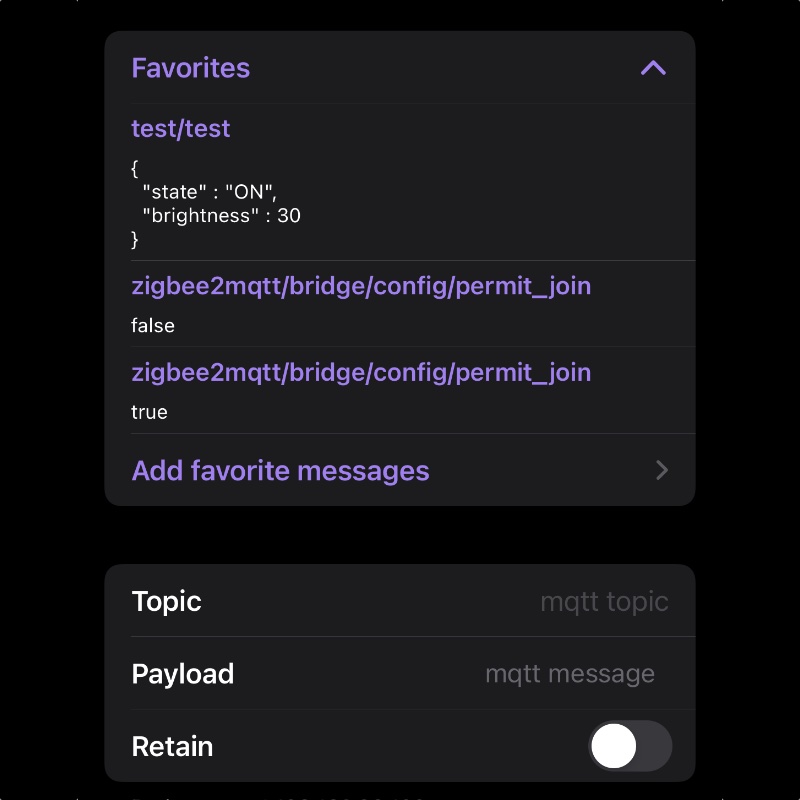 Favorites
test/test
{
"state" : "ON",
"brightness" : 30
}
zigbee2mqtt/bridge/config/permit_join
false
zigbee2mqtt/bridge/config/permit_join
true
Add favorite messages
Topic mqtt topic
Payload mqtt message
Retain